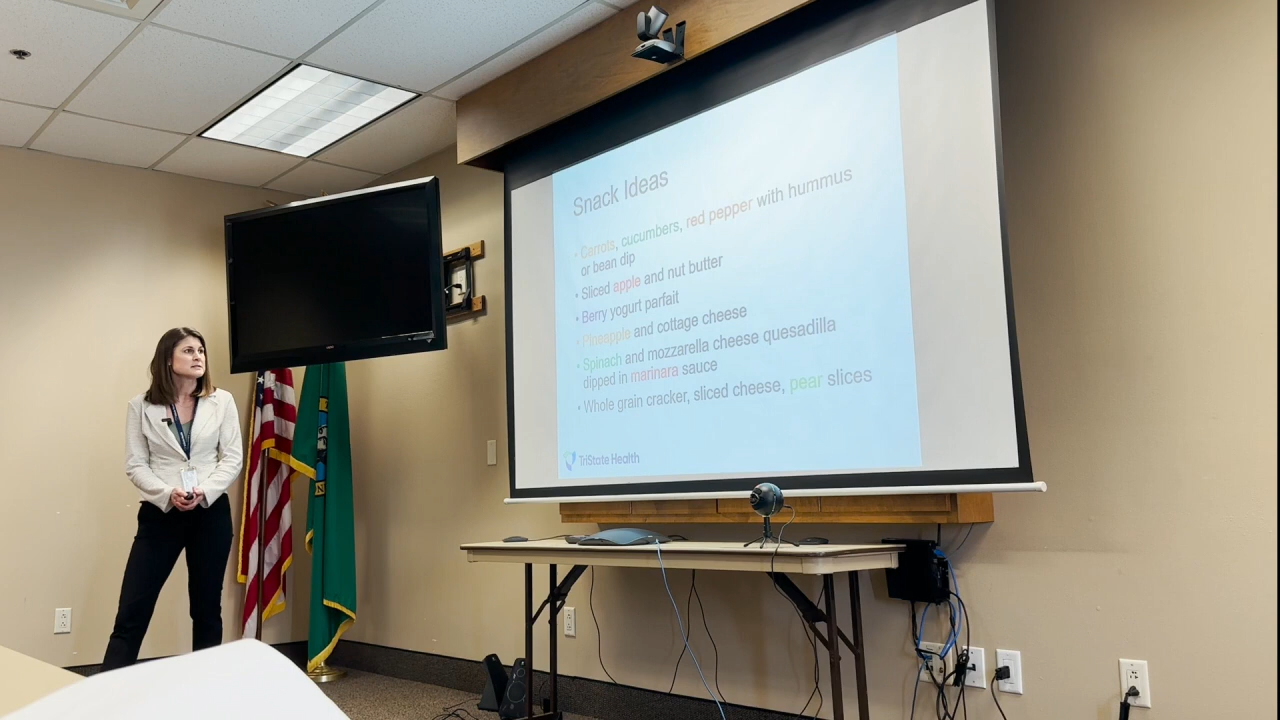 Snack Ideas
• Carrots, cucumbers, red pepper with hummus
or bean dip
• Sliced apple and nut butter
• Berry yogurt parfait
• Pineapple and cottage cheese
• Spinach and mozzarella cheese quesadilla
dipped in marinara sauce
• Whole grain cracker, sliced cheese, pear slices
TriState Health